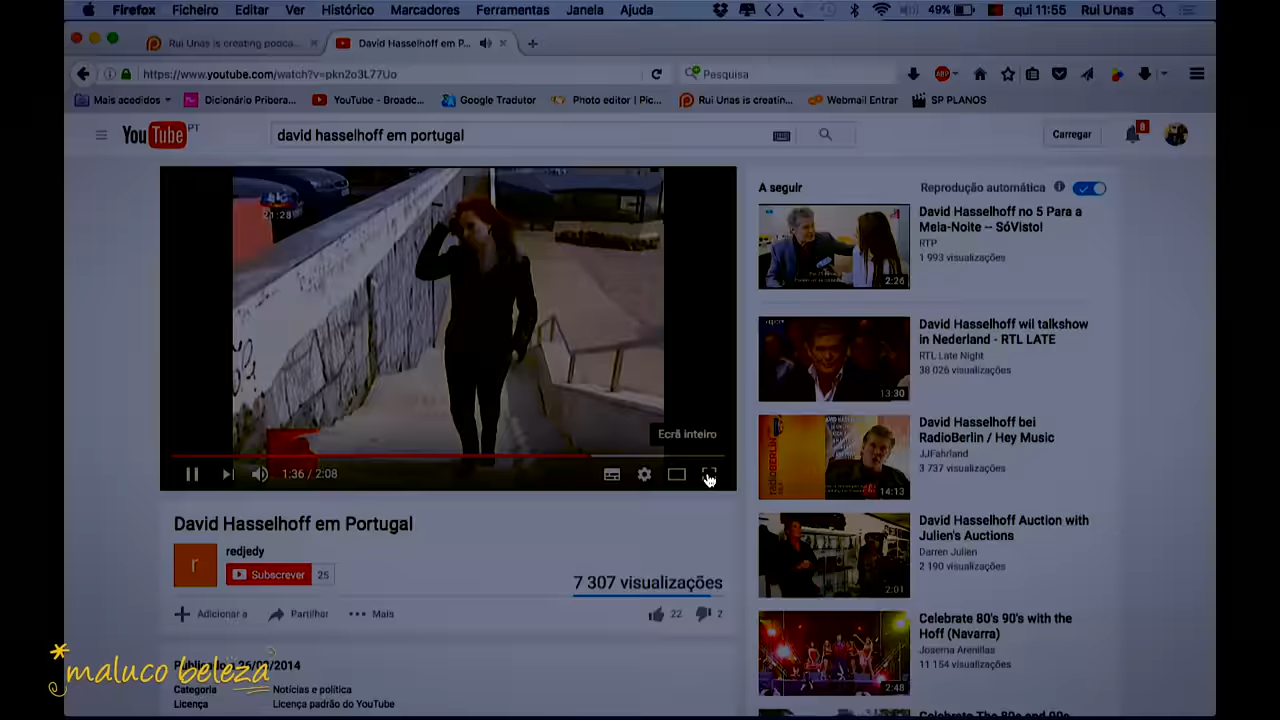 Firefox Ficheiro Editar Ver Histórico Marcadores Ferramentas Janela Ajuda 49% qui 11:55 Rui Unas
Rui Unas is creating podca... David Hasselhoff em P...
https://www.youtube.com/watch?v=pkn2o3L77Uo Pesquisa
Mais acedidos Dicionário Pribera... YouTube - Broadc... Google Tradutor Photo editor | Pic... Rui Unas is creatin... Webmail Entrar SP PLANOS
YouTube PT david hasselhoff em portugal Carregar 8
A seguir Reprodução automática
21:28
Ecrã inteiro
1:36 / 2:08
David Hasselhoff em Portugal
redjedy
r
Subscrever 25
7 307 visualizações
Adicionar a Partilhar Mais 22 2
2014
Categoria Notícias e política
Licença Licença padrão do YouTube
maluco beleza
David Hasselhoff no 5 Para a
Meia-Noite -- SóVisto!
RTP
1 993 visualizações
2:26
David Hasselhoff wil talkshow
in Nederland - RTL LATE
RTL Late Night
38 026 visualizações
13:30
David Hasselhoff bei
RadioBerlin / Hey Music
JJFahrland
3 737 visualizações
14:13
David Hasselhoff Auction with
Julien's Auctions
Darren Julien
2 190 visualizações
2:01
Celebrate 80's 90's with the
Hoff (Navarra)
Josema Arenillas
11 154 visualizações
2:48